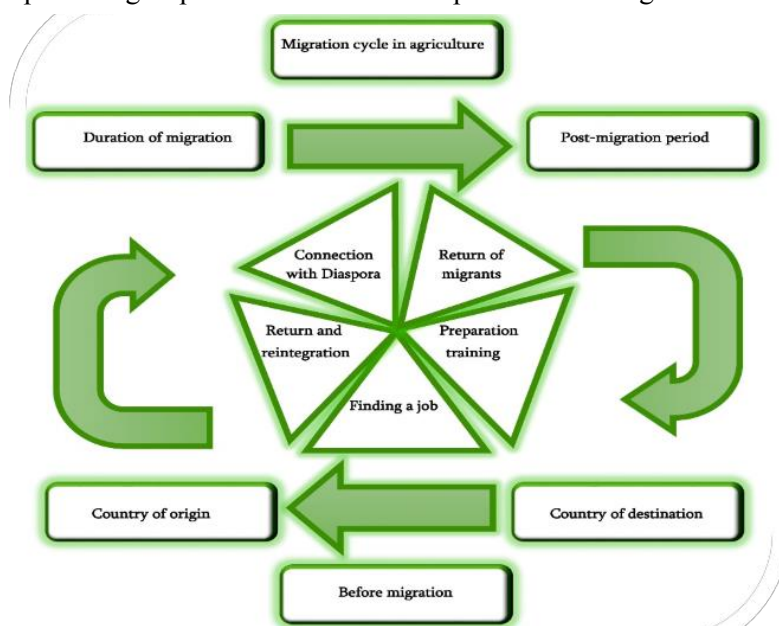 Migration cycle in agriculture
Duration of migration
Post-migration period
Connection
with Diaspora
Return of
migrants
Return and
reintegration
Preparation
training
Finding a job
Country of origin
Country of destination
Before migration